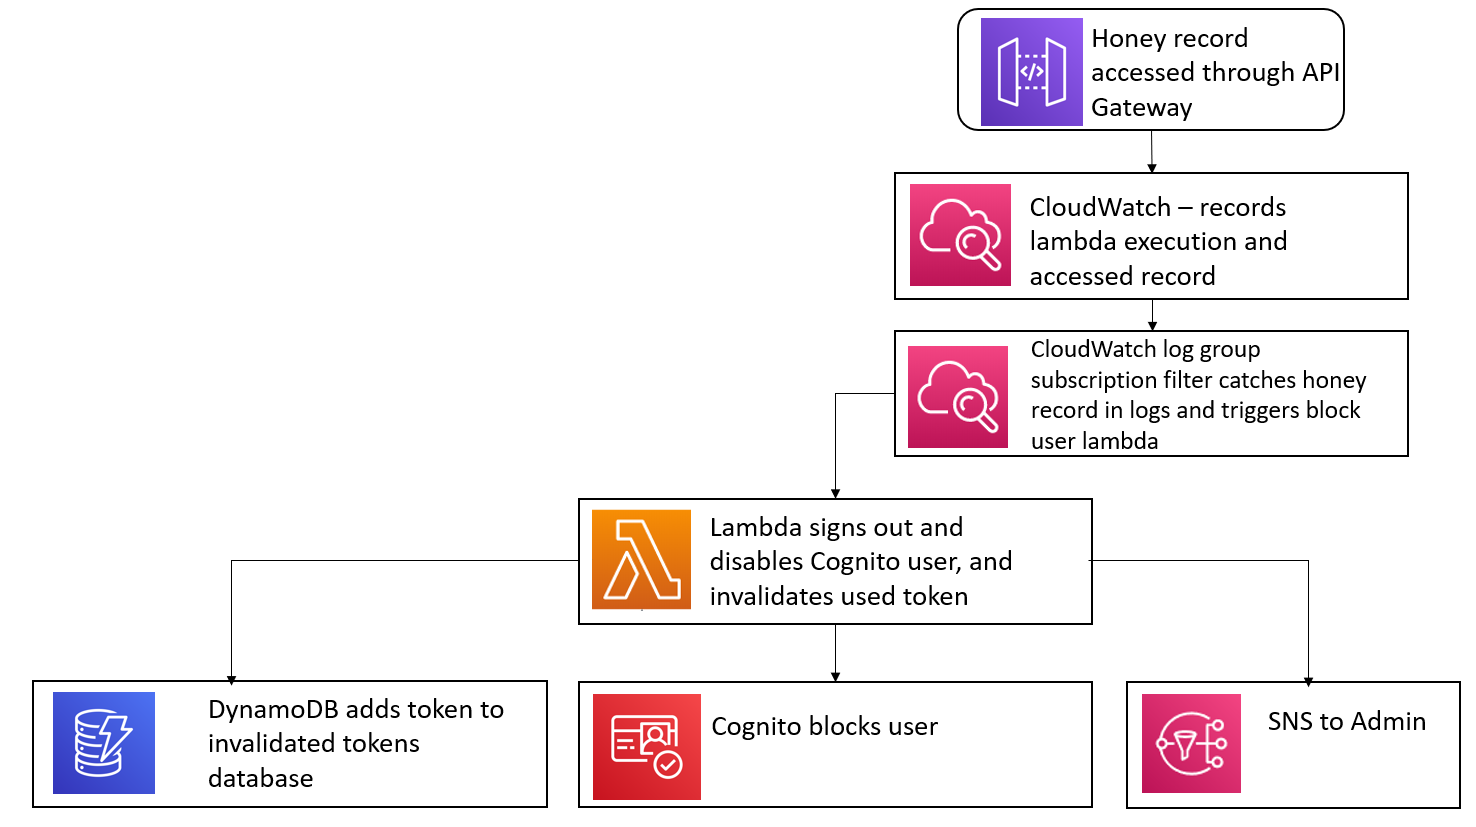 Honey record
accessed through API
Gateway
CloudWatch – records
lambda execution and
accessed record
CloudWatch log group
subscription filter catches honey
record in logs and triggers block
user lambda
Lambda signs out and
disables Cognito user, and
invalidates used token
DynamoDB adds token to
invalidated tokens
database
Cognito blocks user
SNS to Admin